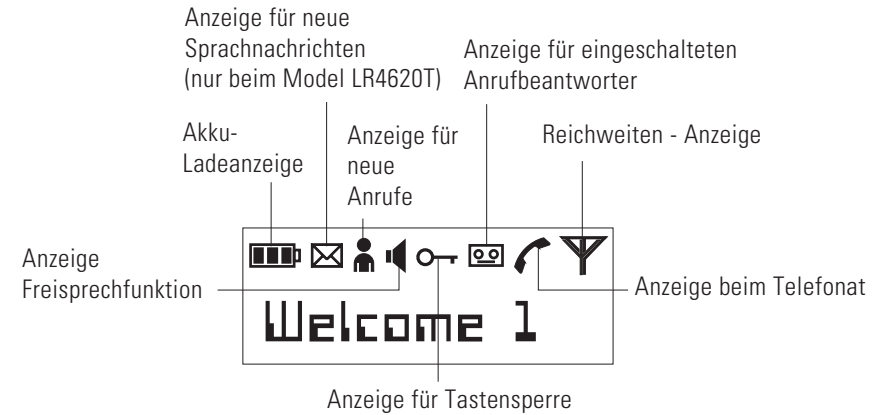 Anzeige für neue
Sprachnachrichten
(nur beim Model LR4620T)
Anzeige für eingeschalteten
Anrufbeantworter
Akku-
Ladeanzeige
Anzeige für
neue
Anrufe
Reichweiten - Anzeige
Anzeige
Freisprechfunktion
Welcome 1
Anzeige beim Telefonat
Anzeige für Tastensperre